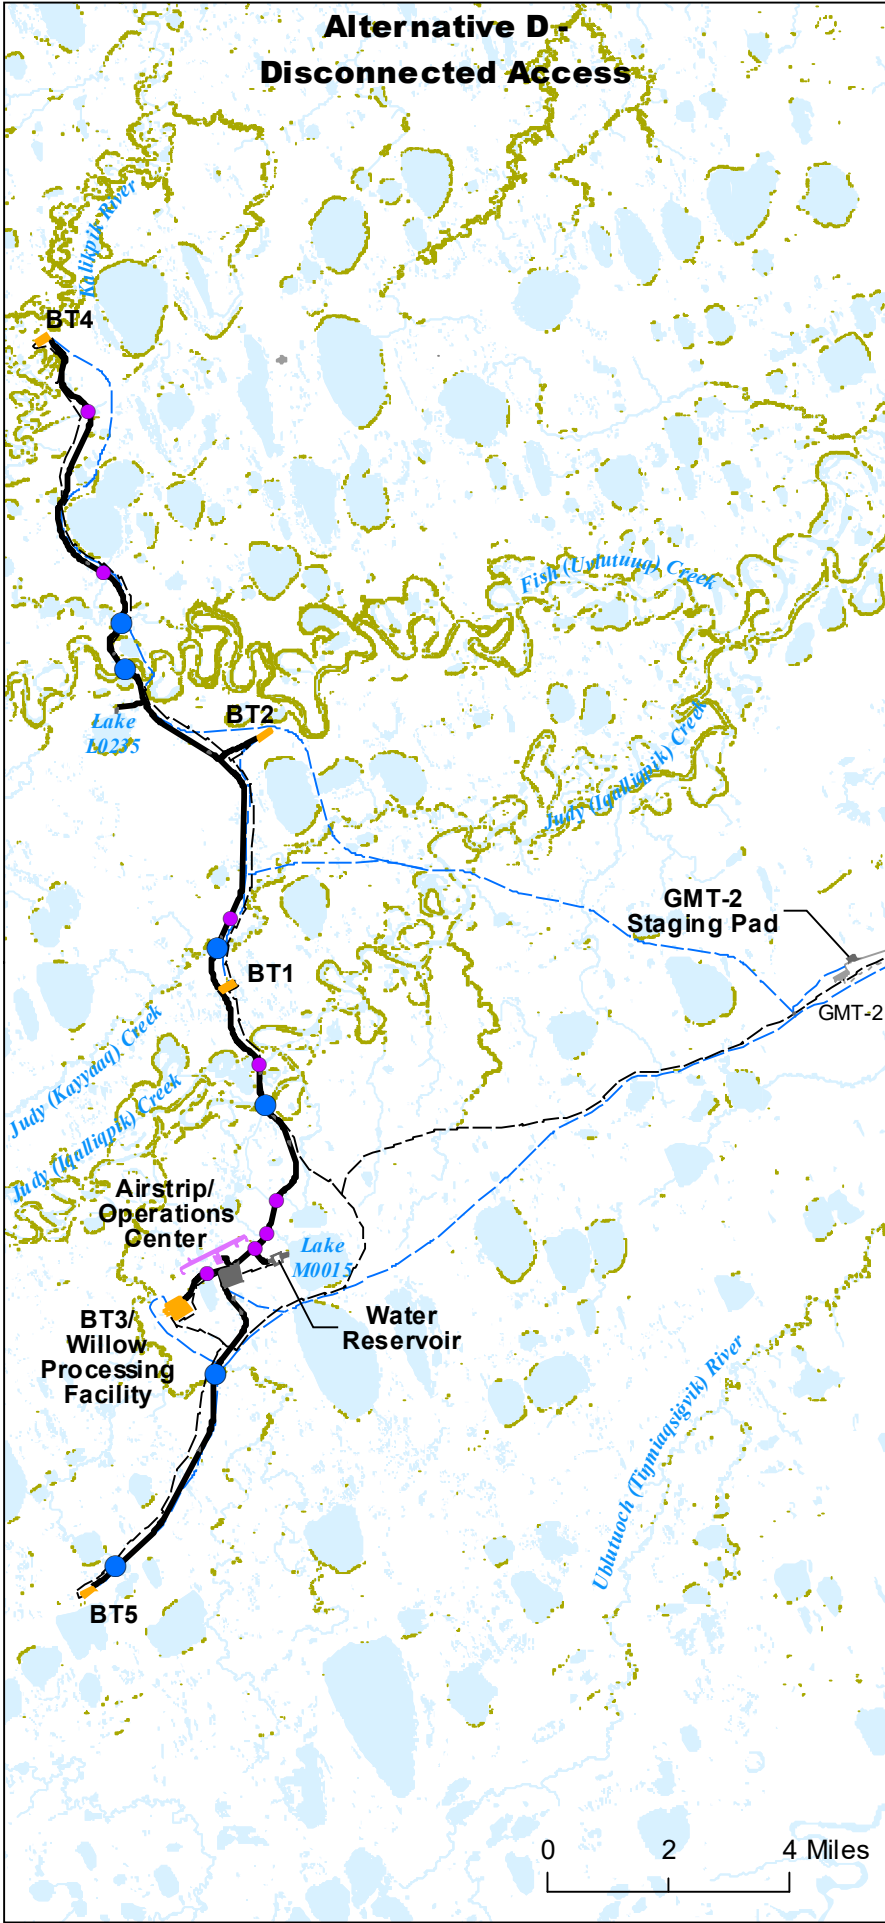 Alternative D -
Disconnected Access
Kalikpik River
BT4
Fish (Uvlutuuq) Creek
BT2
Lake
L0235
Judy (Iqalliqpik) Creek
GMT-2
Staging Pad
BT1
GMT-2
Judy (Kayyaaq) Creek
Judy (Iqalliqpik) Creek
Airstrip/
Operations
Center
Lake
M0015
BT3/
Willow
Processing
Facility
Water
Reservoir
Ublutuoch (Tiŋmiaqsiġvik) River
BT5
0 2 4 Miles